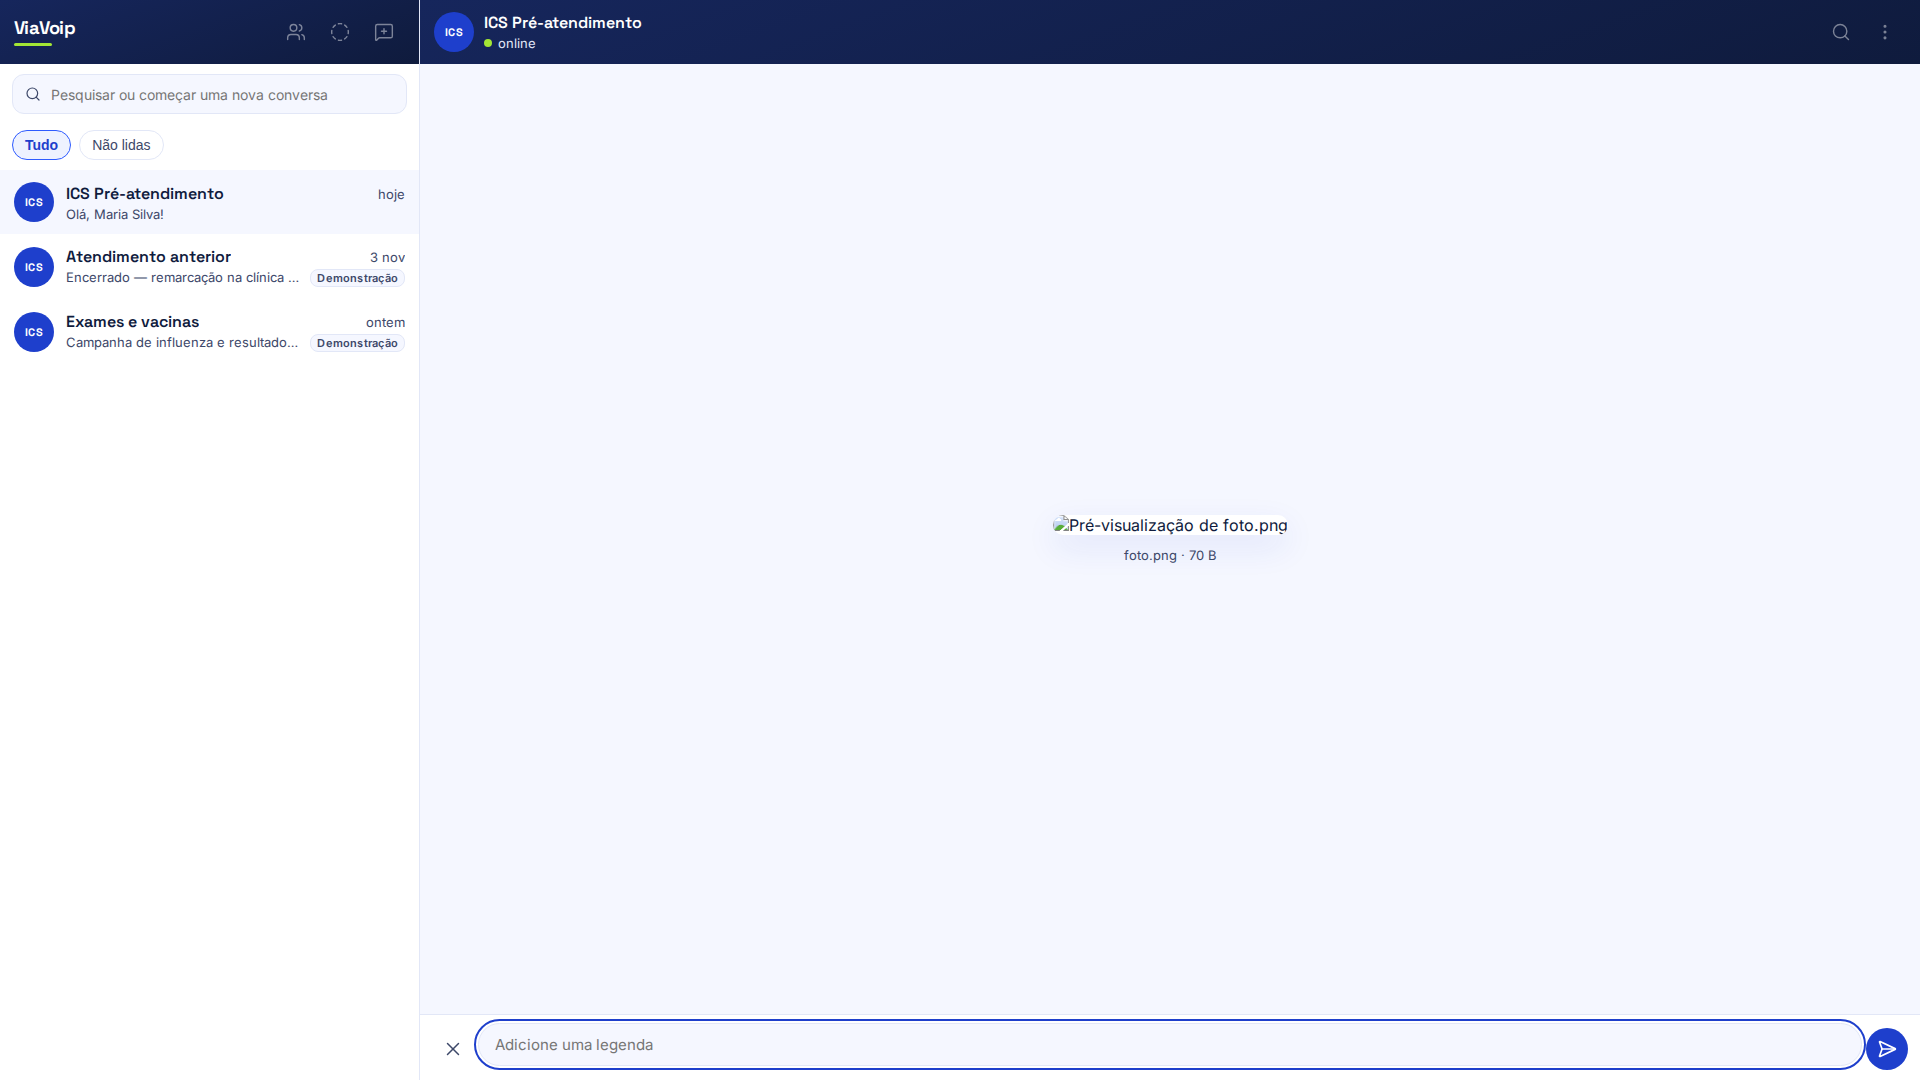 ViaVoip
Pesquisar ou começar uma nova conversa
Tudo
Não lidas
ICS
ICS Pré-atendimento
hoje
Olá, Maria Silva!
ICS
Atendimento anterior
3 nov
Encerrado — remarcação na clínica ...
Demonstração
ICS
Exames e vacinas
ontem
Campanha de influenza e resultado...
Demonstração
ICS
ICS Pré-atendimento
online
Pré-visualização de foto.png
foto.png · 70 B
Adicione uma legenda